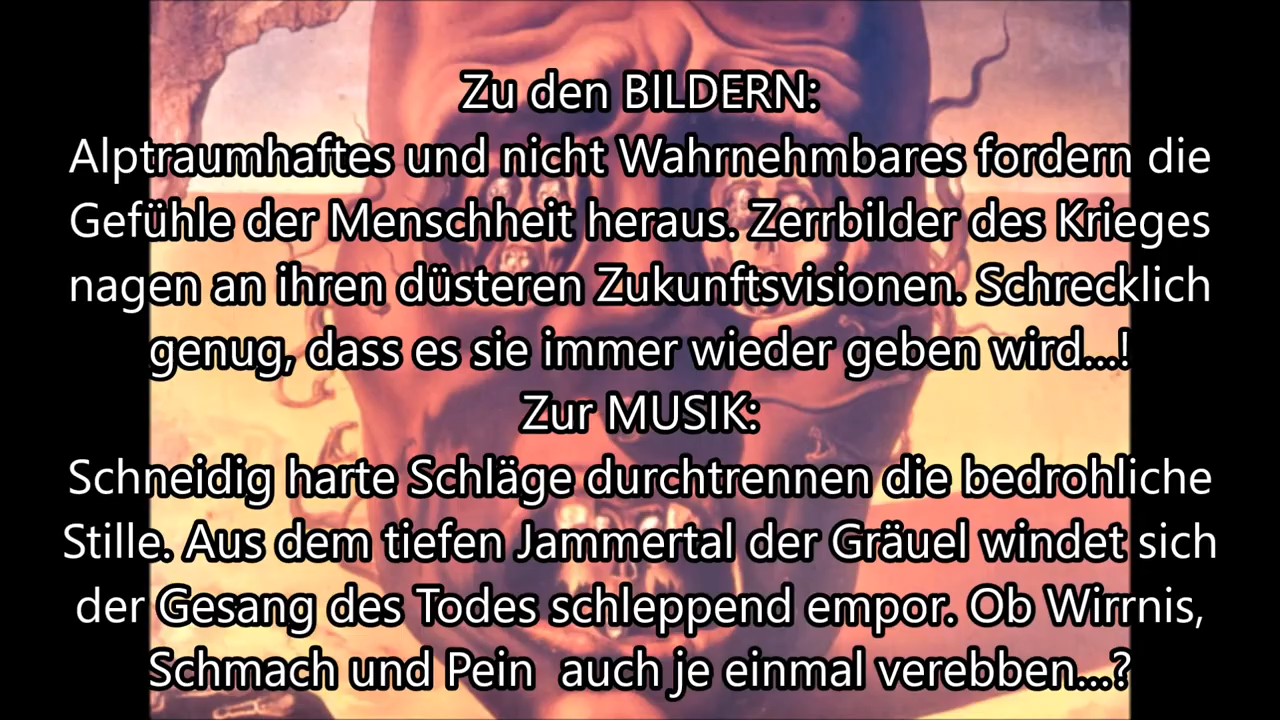 Zu den BILDERN:
Alptraumhaftes und nicht Wahrnehmbares fordern die
Gefühle der Menschheit heraus. Zerrbilder des Krieges
nagen an ihren düsteren Zukunftsvisionen. Schrecklich
genug, dass es sie immer wieder geben wird...!
Zur MUSIK:
Schneidig harte Schläge durchtrennen die bedrohliche
Stille. Aus dem tiefen Jammertal der Gräuel windet sich
der Gesang des Todes schleppend empor. Ob Wirrnis,
Schmach und Pein  auch je einmal verebben...?